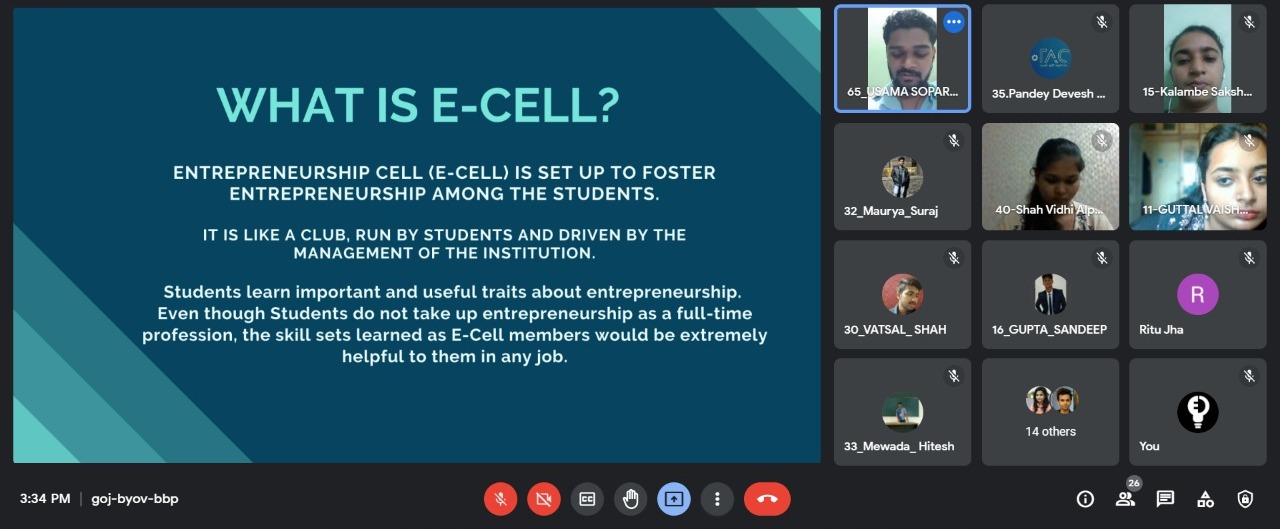 WHAT IS E-CELL?
ENTREPRENEURSHIP CELL (E-CELL) IS SET UP TO FOSTER
ENTREPRENEURSHIP AMONG THE STUDENTS.
IT IS LIKE A CLUB, RUN BY STUDENTS AND DRIVEN BY THE
MANAGEMENT OF THE INSTITUTION.
Students learn important and useful traits about entrepreneurship.
Even though Students do not take up entrepreneurship as a full-time
profession, the skill sets learned as E-Cell members would be extremely
helpful to them in any job.
65_USAMA SOPAR...
35.Pandey Devesh ...
15-Kalambe Saksh...
32_Maurya_Suraj
40-Shah Vidhi Alp...
11-GUTTAL VAISH...
30_VATSAL_SHAH
16_GUPTA_SANDEEP
R
Ritu Jha
33_Mewada_ Hitesh
14 others
You
3:34 PM | goj-byov-bbp
CC
26